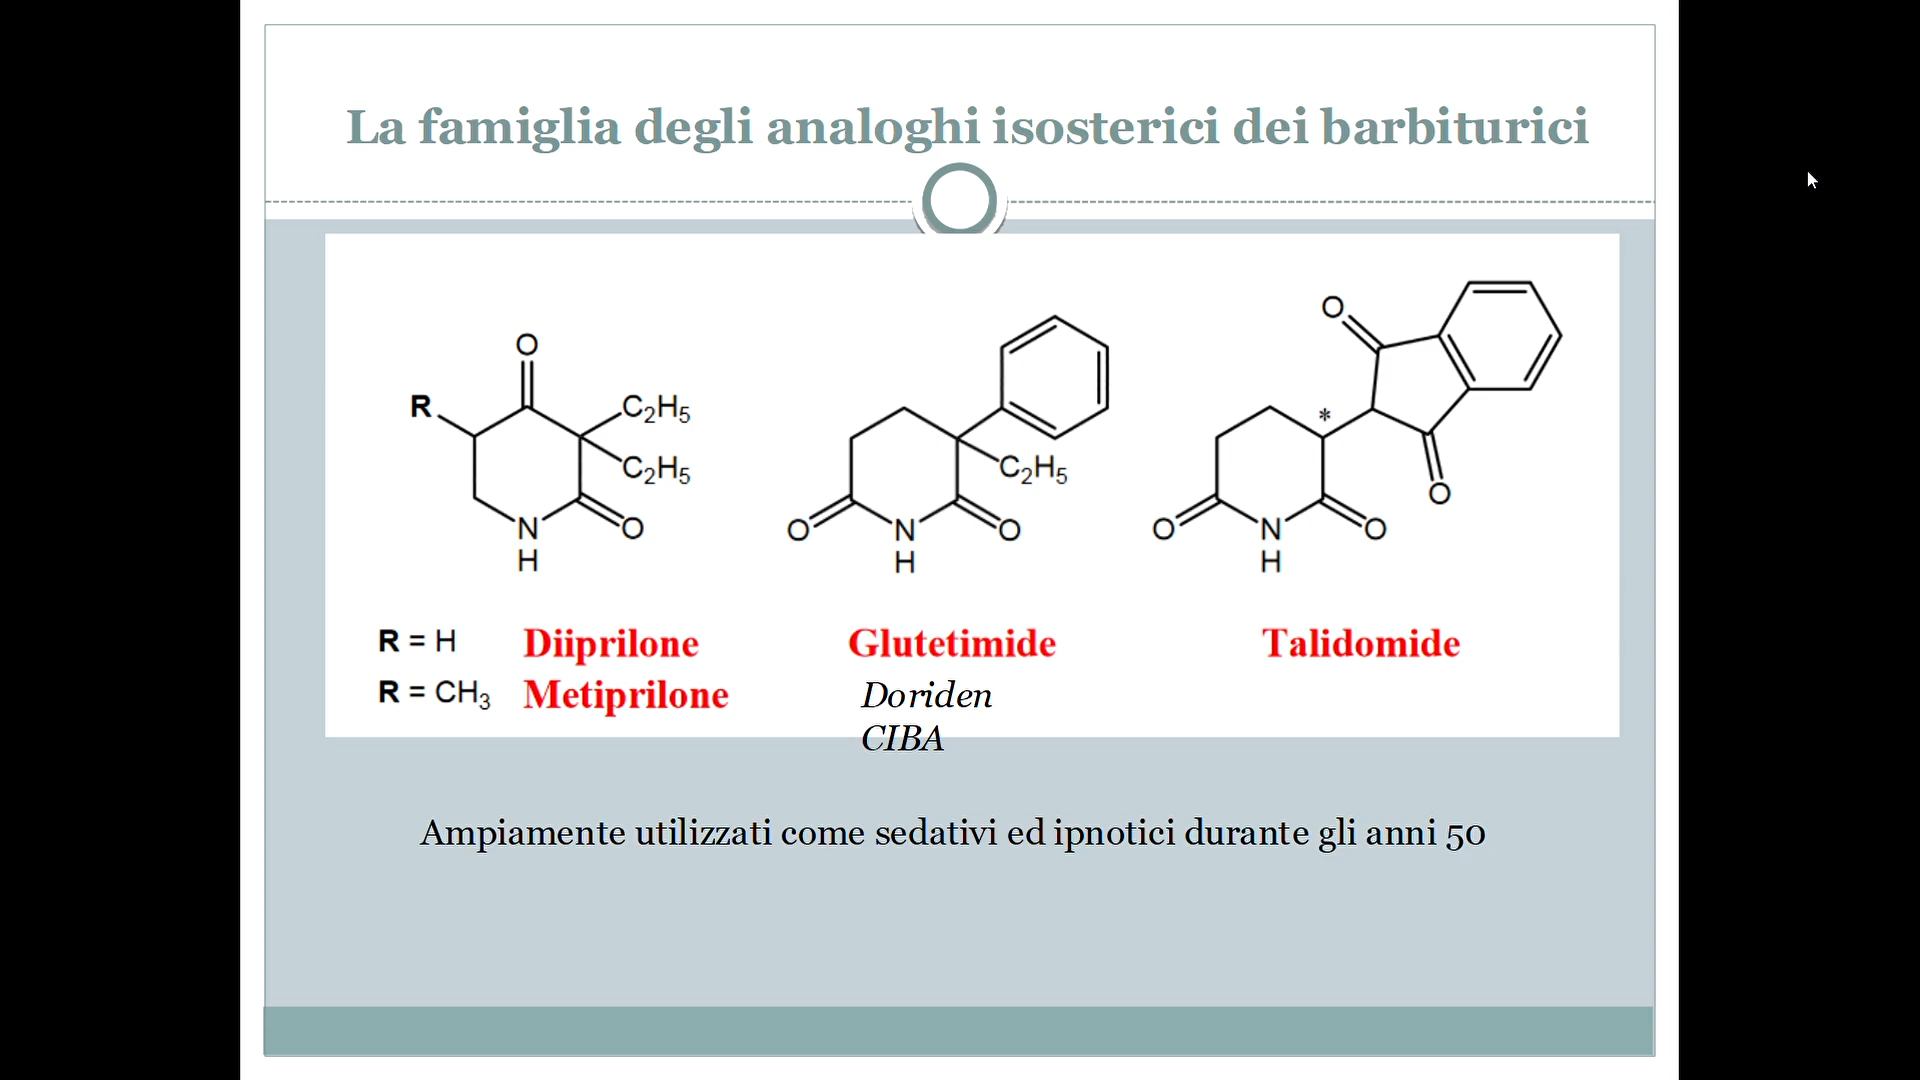 La famiglia degli analoghi isosterici dei barbiturici
O
R
C2H5
C2H5
N
H
O
C2H5
O
N
H
O
O
*
O
O
N
H
O
R = H Diiprilone
R = CH3 Metiprilone
Glutetimide
Doriden
CIBA
Talidomide
Ampiamente utilizzati come sedativi ed ipnotici durante gli anni 50